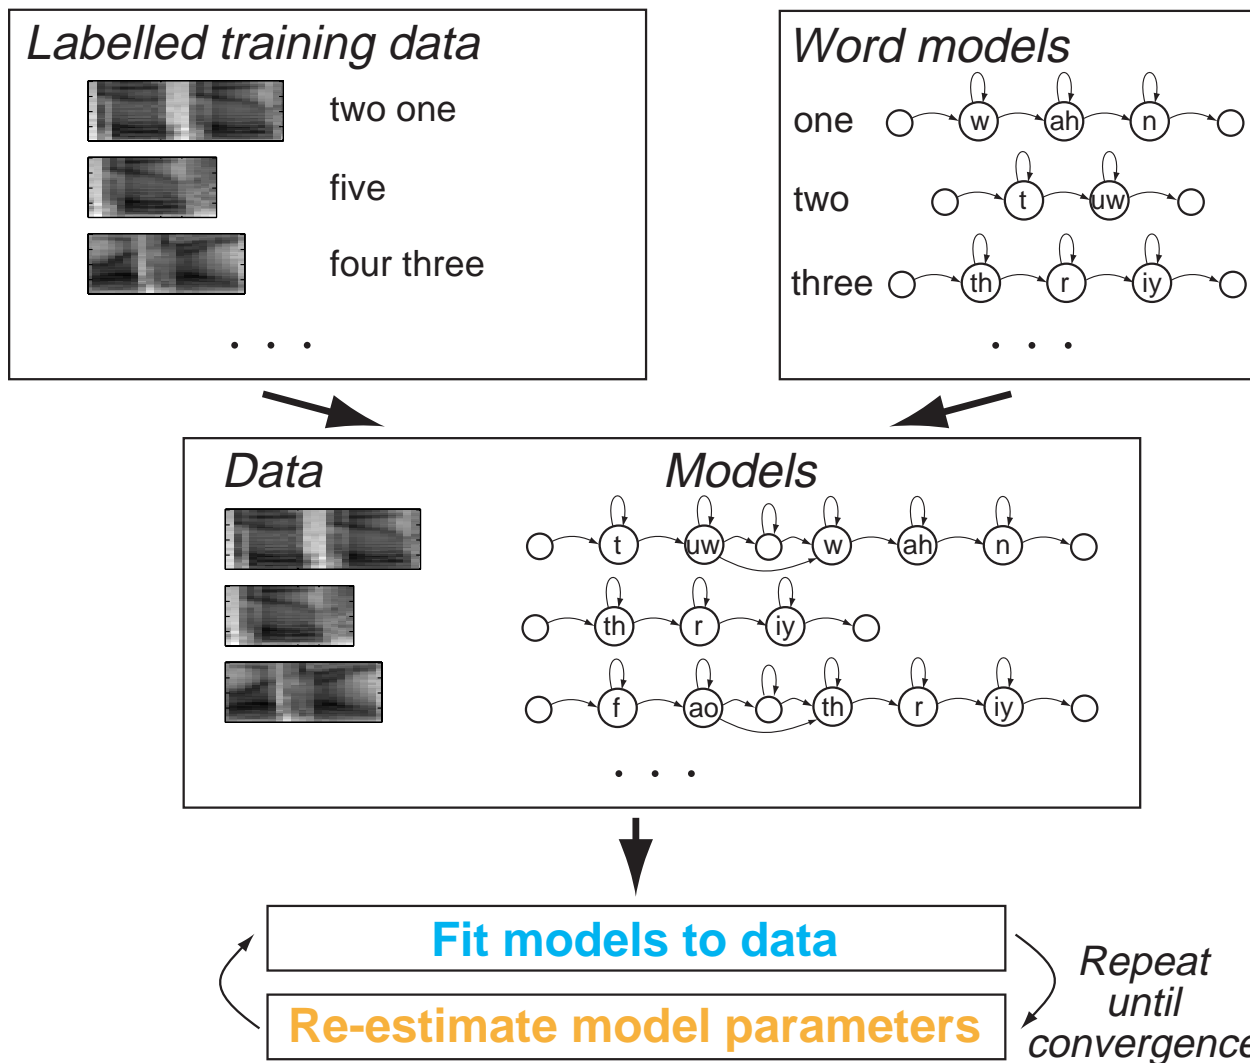 Labelled training data
two one
five
four three
. . .
Word models
one w ah n
two t uw
three th r iy
. . .
Data
Models
t uw w ah n
th r iy
f ao th r iy
. . .
Fit models to data
Re-estimate model parameters
Repeat
until
convergence